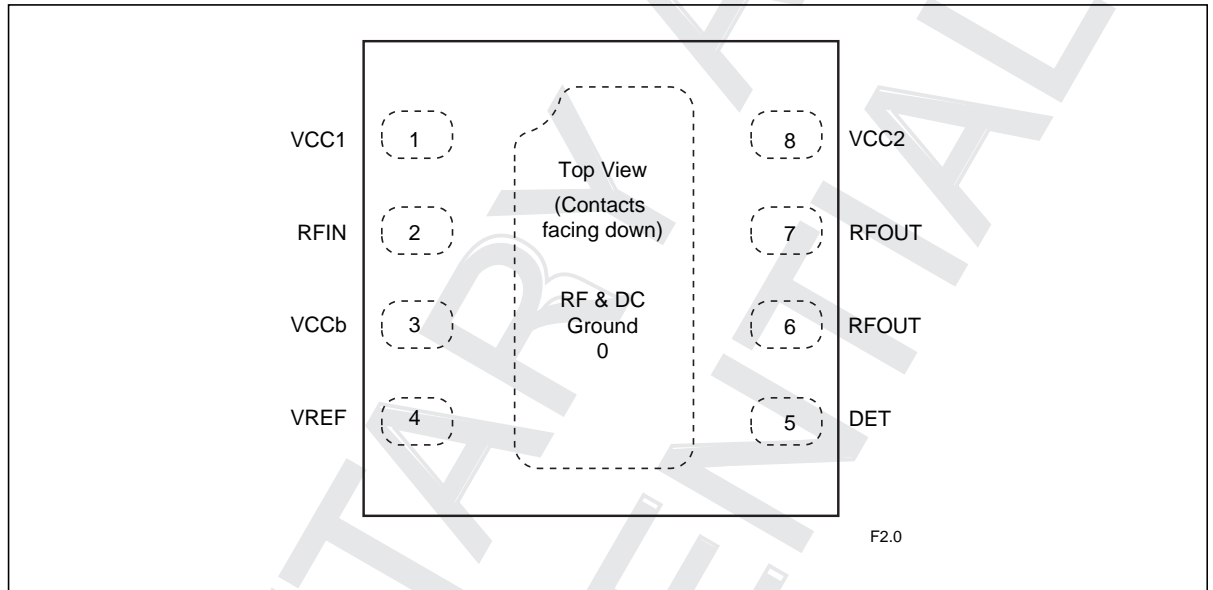 VCC1
1
RFIN
2
VCCb
3
VREF
4
Top View
(Contacts
facing down)
RF & DC
Ground
0
8
VCC2
7
RFOUT
6
RFOUT
5
DET
F2.0